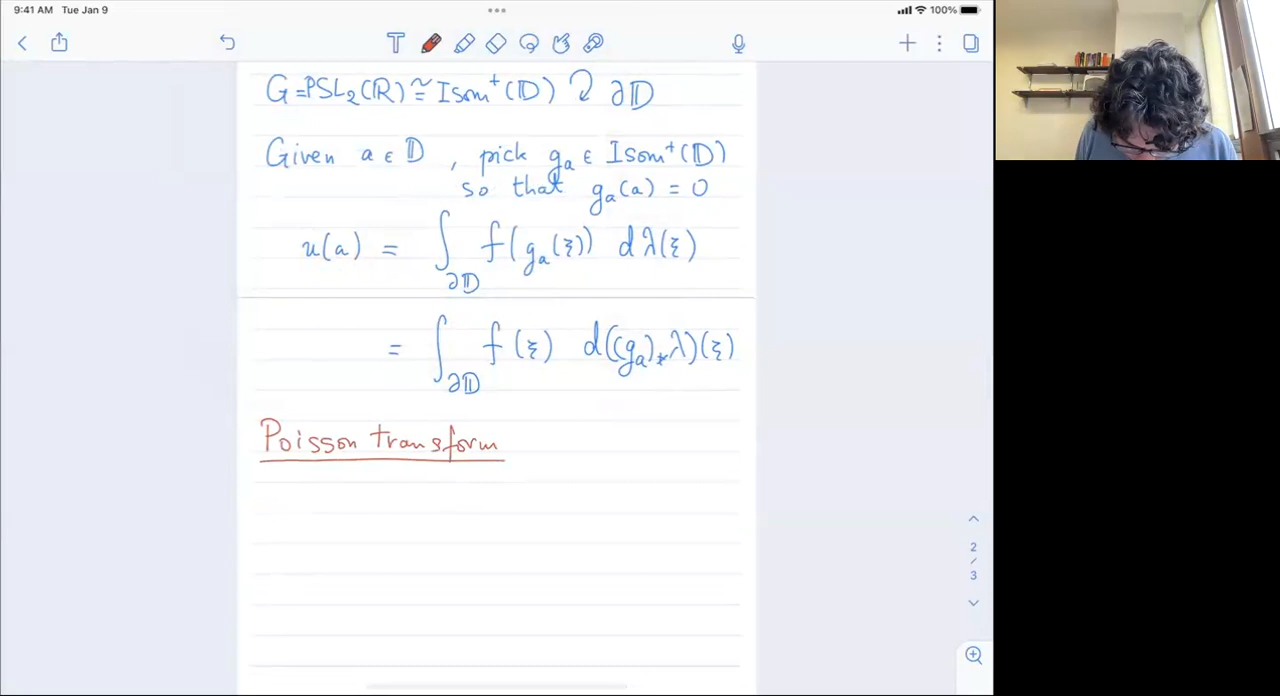 9:41 AM Tue Jan 9
100%
G=PSL₂(ℝ) ≅ Isom⁺(𝔻) ↷ ∂𝔻
Given a ∈ 𝔻 , pick gₐ ∈ Isom⁺(𝔻)
so that gₐ(a) = 0
u(a) = ∫_∂𝔻 f(gₐ(ξ)) dλ(ξ)
= ∫_∂𝔻 f(ξ) d((gₐ)_*λ)(ξ)
Poisson transform
2
/
3